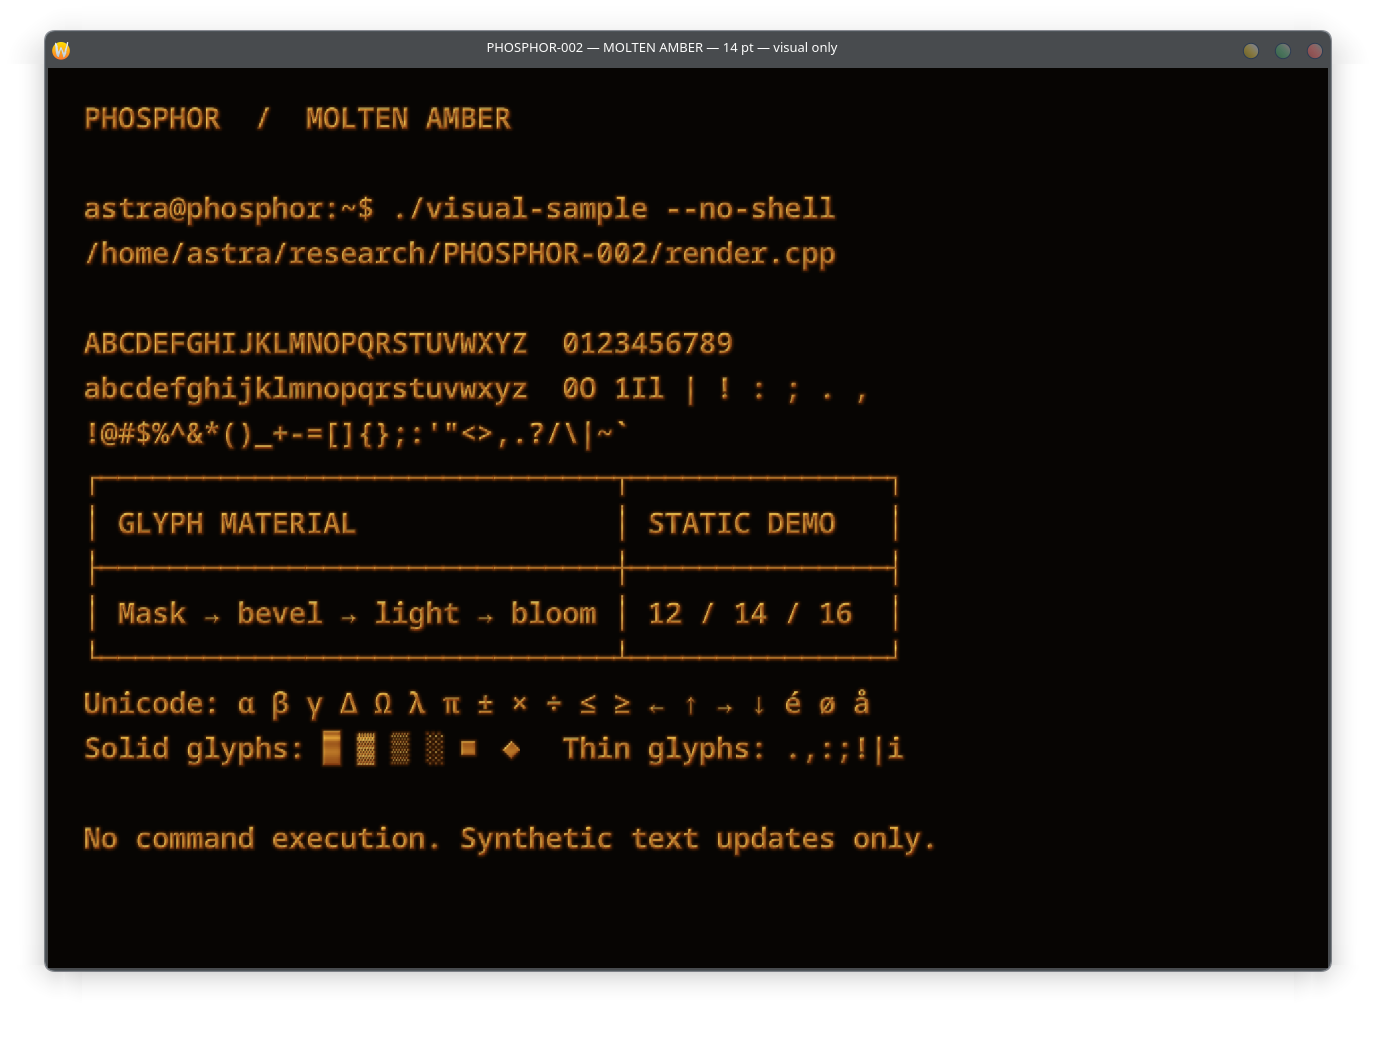 PHOSPHOR-002 — MOLTEN AMBER — 14 pt — visual only
PHOSPHOR / MOLTEN AMBER
astra@phosphor:~$ ./visual-sample --no-shell
/home/astra/research/PHOSPHOR-002/render.cpp
ABCDEFGHIJKLMNOPQRSTUVWXYZ 0123456789
abcdefghijklmnopqrstuvwxyz 0O 1Il | ! : ; . ,
!@#$%^&*()_+-=[]{};:'"<>,.?/\|~`
┌───────────────────────────────┬───────────────┐
│ GLYPH MATERIAL                │ STATIC DEMO   │
├───────────────────────────────┼───────────────┤
│ Mask → bevel → light → bloom │ 12 / 14 / 16  │
└───────────────────────────────┴───────────────┘
Unicode: α β γ Δ Ω λ π ± × ÷ ≤ ≥ ← ↑ → ↓ é ø å
Solid glyphs: █ ▓ ▒ ░ ■ ◆ Thin glyphs: .,:;!|i
No command execution. Synthetic text updates only.